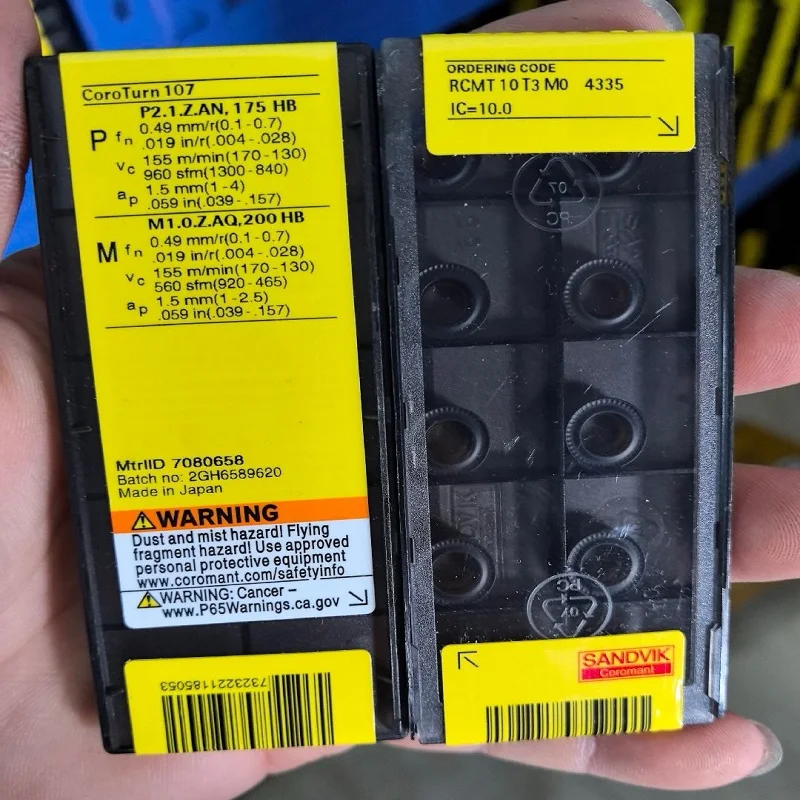 CoroTurn 107
P2.1.Z.AN, 175 HB
P fn 0.49 mm/r(0.1-0.7)
.019 in/r(.004-.028)
vc 155 m/min(170-130)
960 sfm(1300-840)
ap 1.5 mm(1-4)
.059 in(.039-.157)
M1.0.Z.AQ,200 HB
M fn 0.49 mm/r(0.1-0.7)
.019 in/r(.004-.028)
vc 155 m/min(170-130)
560 sfm(920-465)
ap 1.5 mm(1-2.5)
.059 in(.039-.157)
MtrlID 7080658
Batch no: 2GH6589620
Made in Japan
WARNING
Dust and mist hazard! Flying
fragment hazard! Use approved
personal protective equipment
www.coromant.com/safetyinfo
WARNING: Cancer –
www.P65Warnings.ca.gov
7323221185053
ORDERING CODE
RCMT 10 T3 M0 4335
IC=10.0
07
PC
PC
07
SANDVIK
Coromant